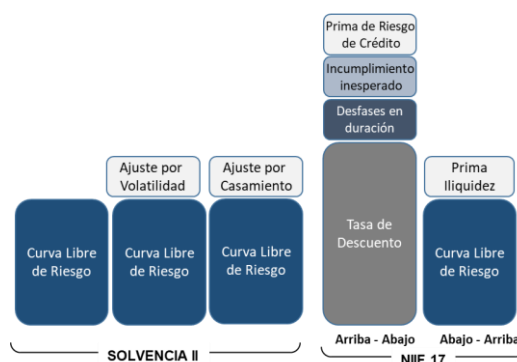 Prima de Riesgo
de Crédito
Incumplimiento
inesperado
Desfases en
duración
Ajuste por
Volatilidad
Ajuste por
Casamiento
Prima
Iliquidez
Curva Libre
de Riesgo
Curva Libre
de Riesgo
Curva Libre
de Riesgo
Tasa de
Descuento
Curva Libre
de Riesgo
Arriba - Abajo
Abajo - Arriba
SOLVENCIA II
NIIF 17